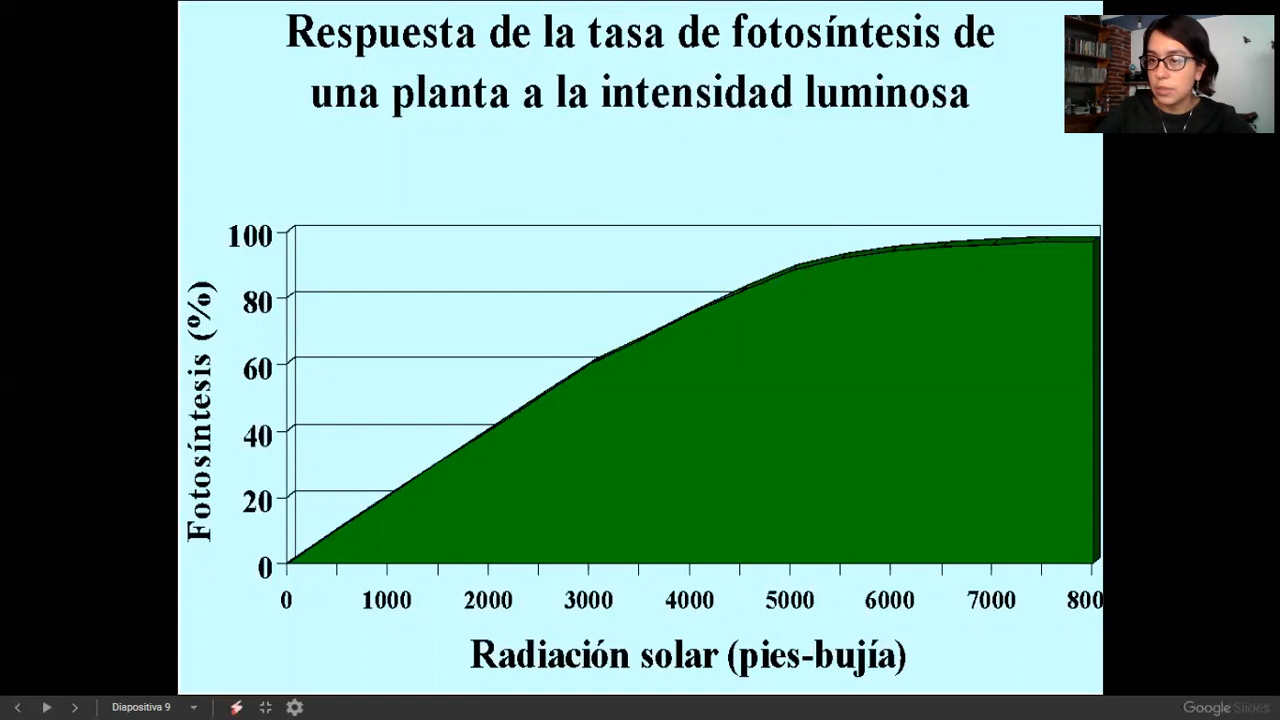 Respuesta de la tasa de fotosíntesis de
una planta a la intensidad luminosa
Fotosíntesis (%)
100
80
60
40
20
0
0 1000 2000 3000 4000 5000 6000 7000 800
Radiación solar (pies-bujía)
Diapositiva 9
Google Slides